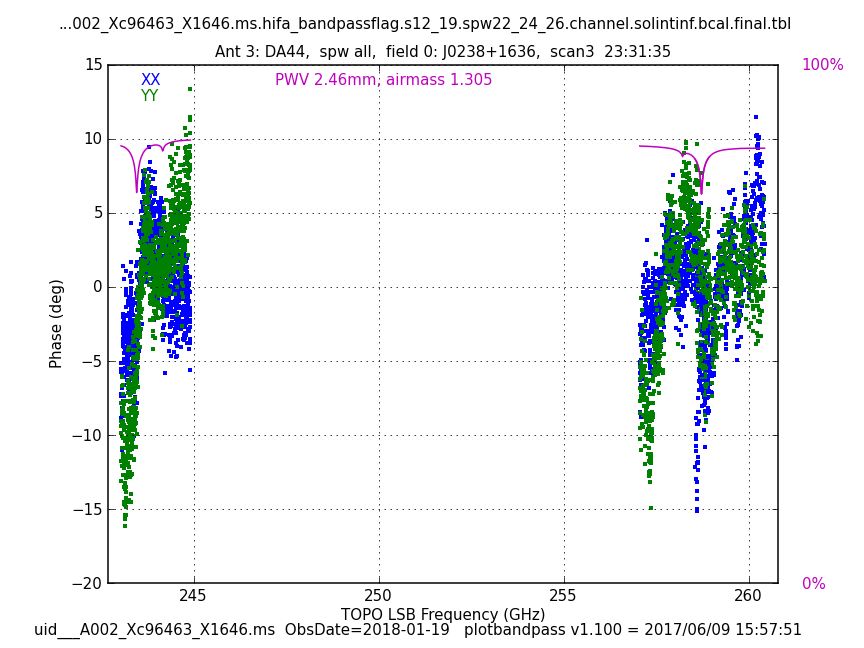 ...002_Xc96463_X1646.ms.hifa_bandpassflag.s12_19.spw22_24_26.channel.solintinf.bcal.final.tbl
Ant 3: DA44,  spw all,  field 0: J0238+1636,  scan3  23:31:35
15
XX
PWV 2.46mm, airmass 1.305
100%
YY
10
5
0
Phase (deg)
−5
−10
−15
−20
0%
245
250
255
260
TOPO LSB Frequency (GHz)
uid___A002_Xc96463_X1646.ms  ObsDate=2018-01-19   plotbandpass v1.100 = 2017/06/09 15:57:51